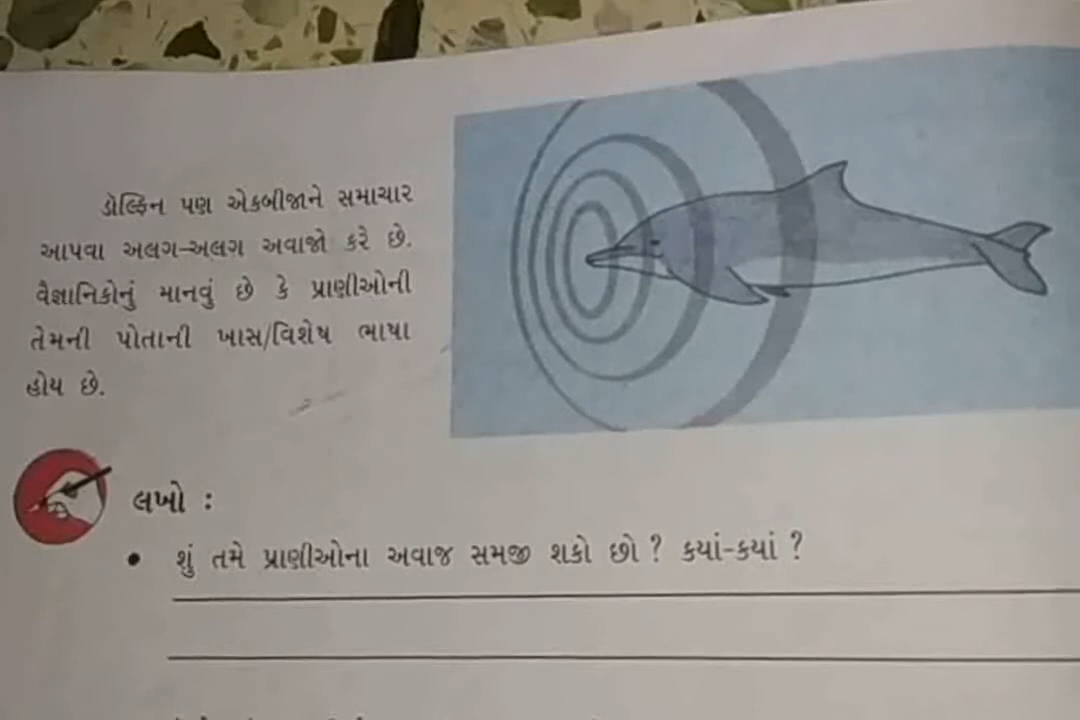 ડોલ્ફિન પણ એકબીજાને સમાચાર
આપવા અલગ-અલગ અવાજો કરે છે.
વૈજ્ઞાનિકોનું માનવું છે કે પ્રાણીઓની
તેમની પોતાની ખાસ/વિશેષ ભાષા
હોય છે.
લખો :
• શું તમે પ્રાણીઓના અવાજ સમજી શકો છો ? કયાં-કયાં ?